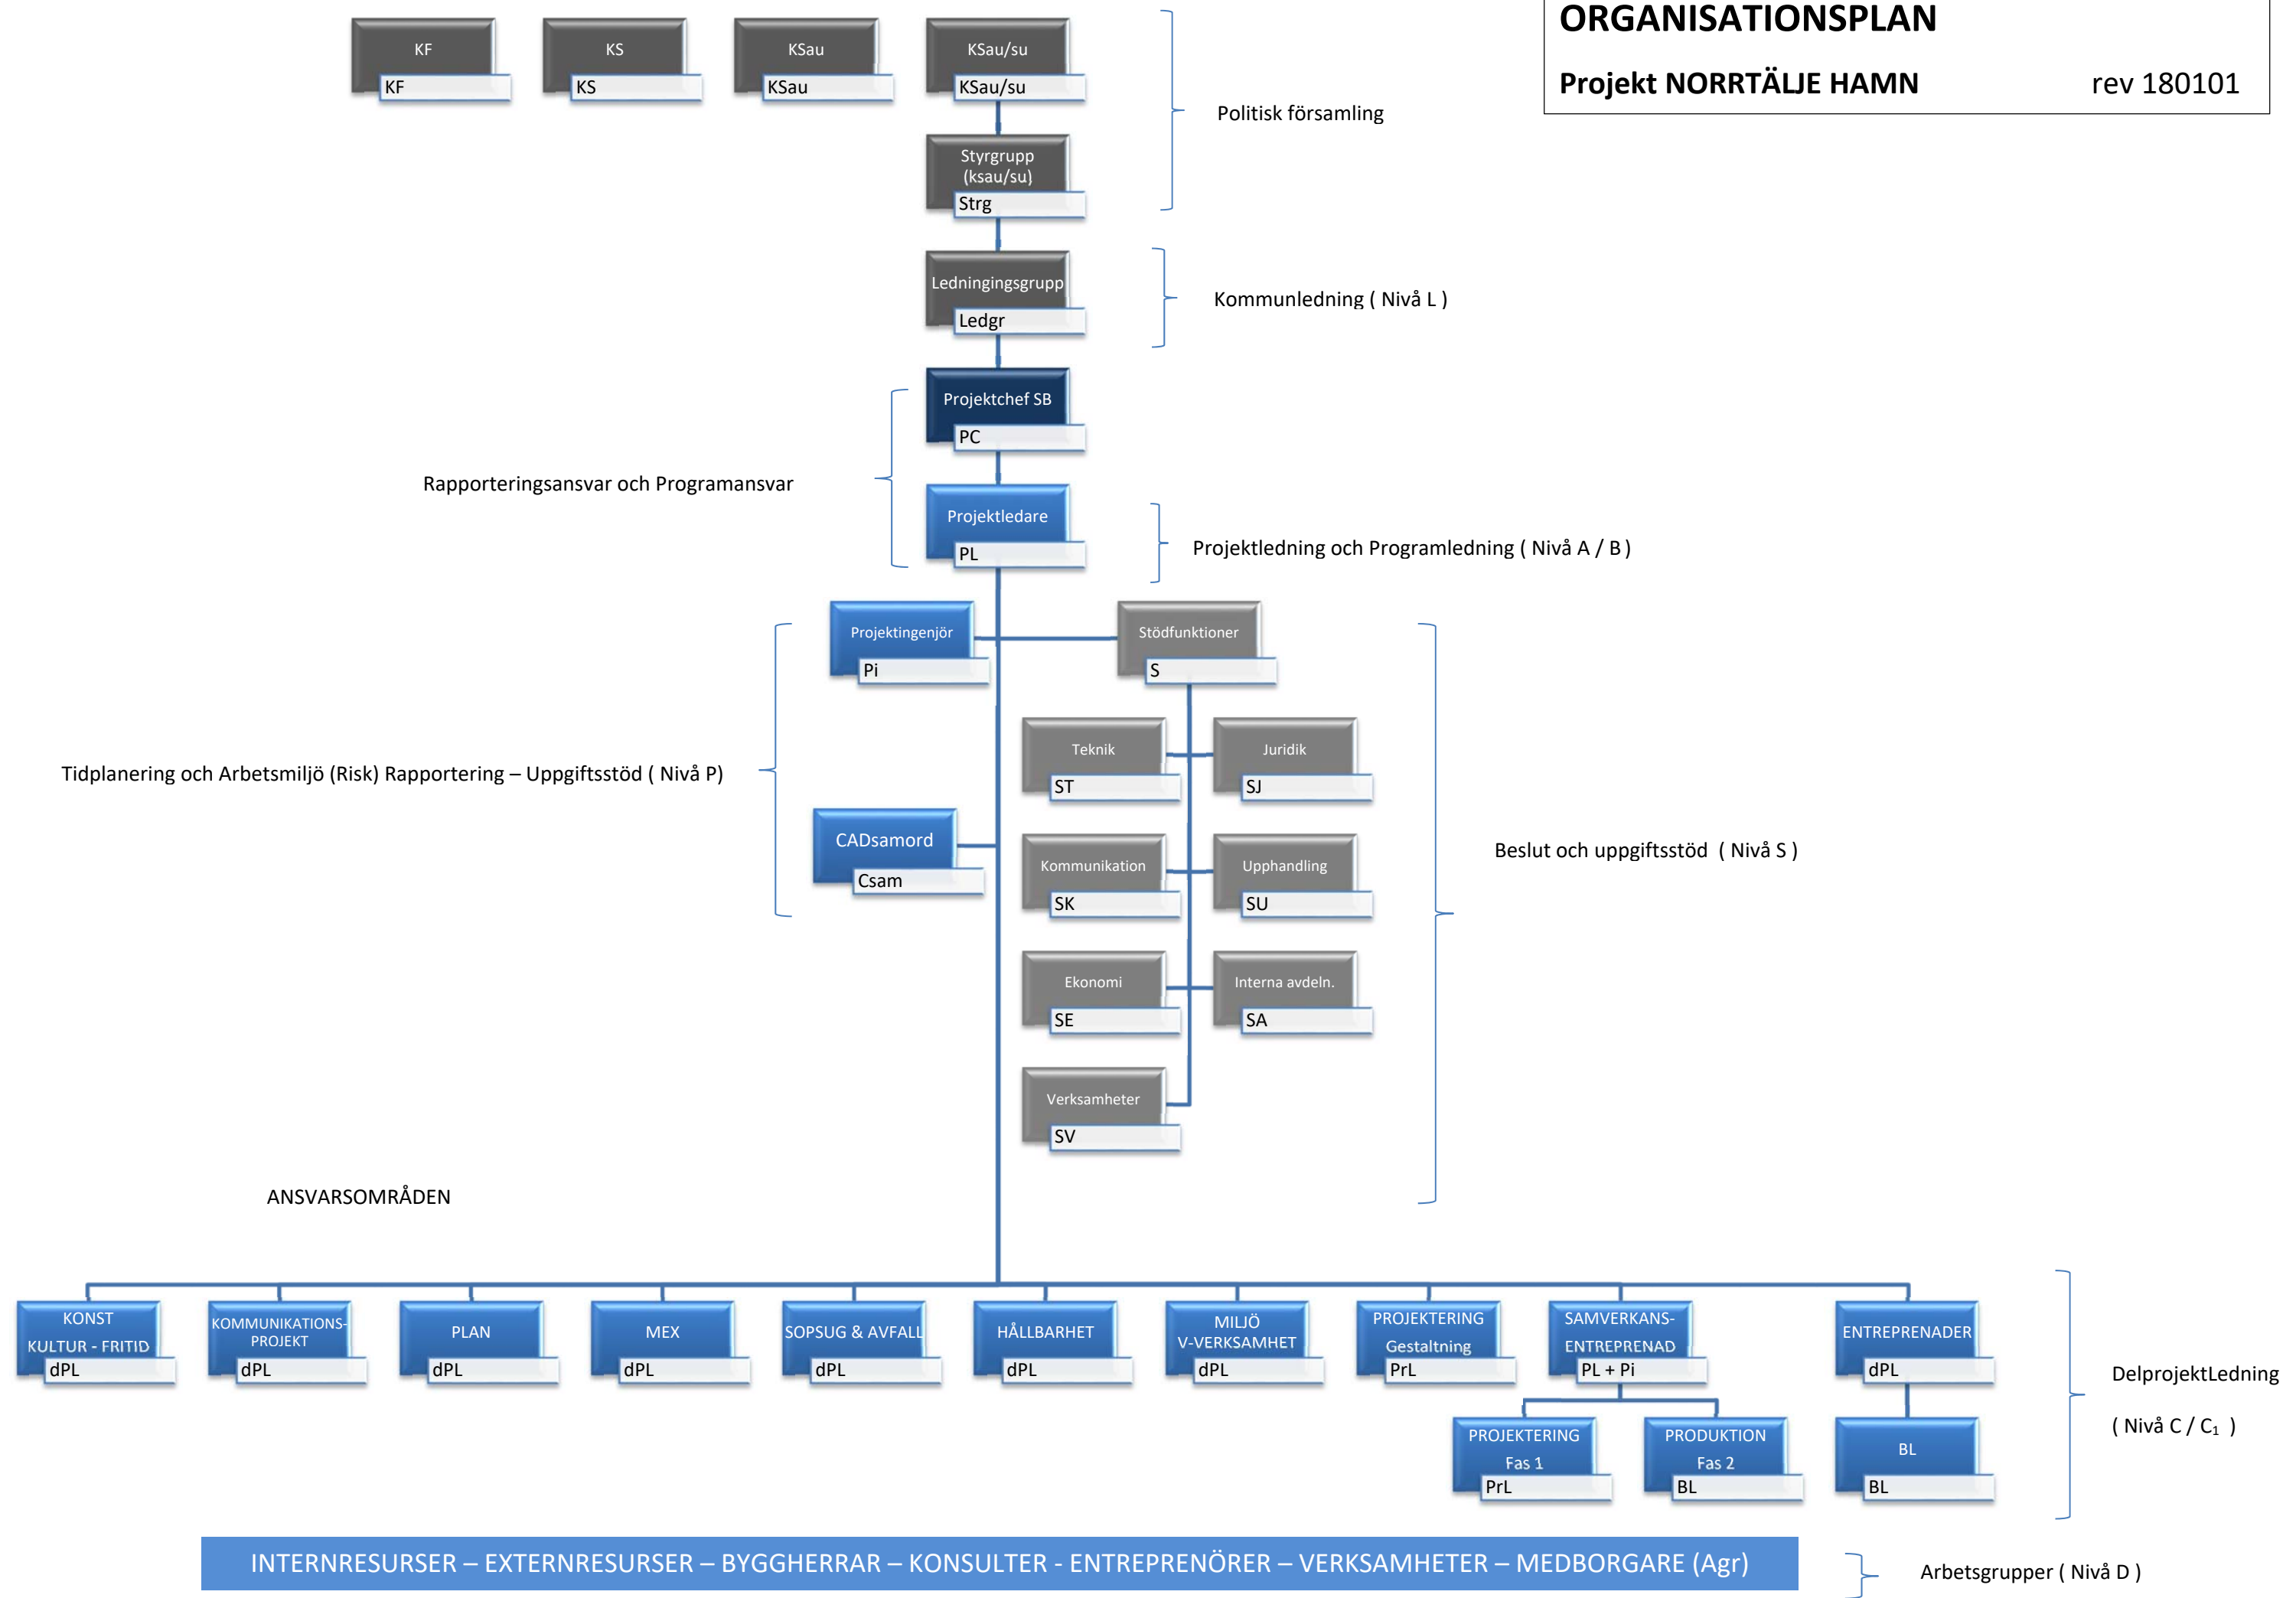 ORGANISATIONSPLAN
Projekt NORRTÄLJE HAMN rev 180101
KF
KF
KS
KS
KSau
KSau
KSau/su
KSau/su
Politisk församling
Styrgrupp
(ksau/su)
Strg
Ledningingsgrupp
Ledgr
Kommunledning ( Nivå L )
Projektchef SB
PC
Rapporteringsansvar och Programansvar
Projektledare
PL
Projektledning och Programledning ( Nivå A / B )
Projektingenjör
Pi
Stödfunktioner
S
Teknik
ST
Juridik
SJ
Tidplanering och Arbetsmiljö (Risk) Rapportering – Uppgiftsstöd ( Nivå P)
CADsamord
Csam
Kommunikation
SK
Upphandling
SU
Beslut och uppgiftsstöd ( Nivå S )
Ekonomi
SE
Interna avdeln.
SA
Verksamheter
SV
ANSVARSOMRÅDEN
KONST
KULTUR - FRITID
dPL
KOMMUNIKATIONS-
PROJEKT
dPL
PLAN
dPL
MEX
dPL
SOPSUG & AVFALL
dPL
HÅLLBARHET
dPL
MILJÖ
V-VERKSAMHET
dPL
PROJEKTERING
Gestaltning
PrL
SAMVERKANS-
ENTREPRENAD
PL + Pi
ENTREPRENADER
dPL
PROJEKTERING
Fas 1
PrL
PRODUKTION
Fas 2
BL
BL
BL
DelprojektLedning
( Nivå C / C₁ )
INTERNRESURSER – EXTERNRESURSER – BYGGHERRAR – KONSULTER - ENTREPRENÖRER – VERKSAMHETER – MEDBORGARE (Agr)
Arbetsgrupper ( Nivå D )